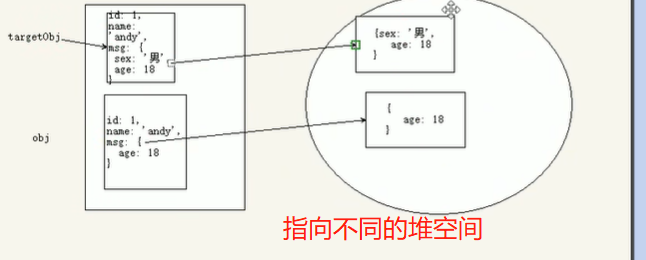 targetObj
id: 1,
name:
'andy',
msg: {
sex: '男'
age: 18
}
{sex: '男',
age: 18
}
obj
id: 1,
name: 'andy',
msg: {
age: 18
}
{
age: 18
}
指向不同的堆空间